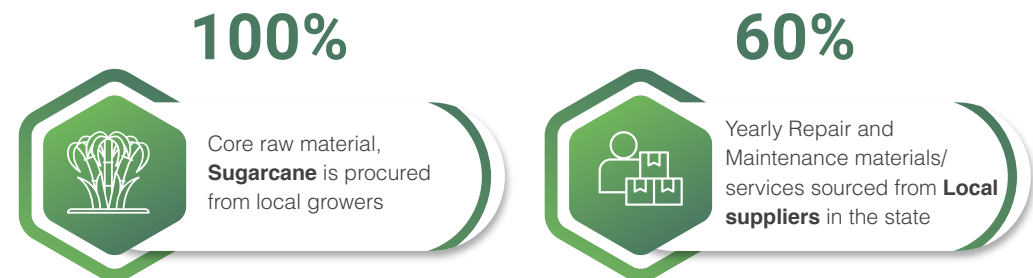 100%
Core raw material,
Sugarcane is procured
from local growers
60%
Yearly Repair and
Maintenance materials/
services sourced from Local
suppliers in the state